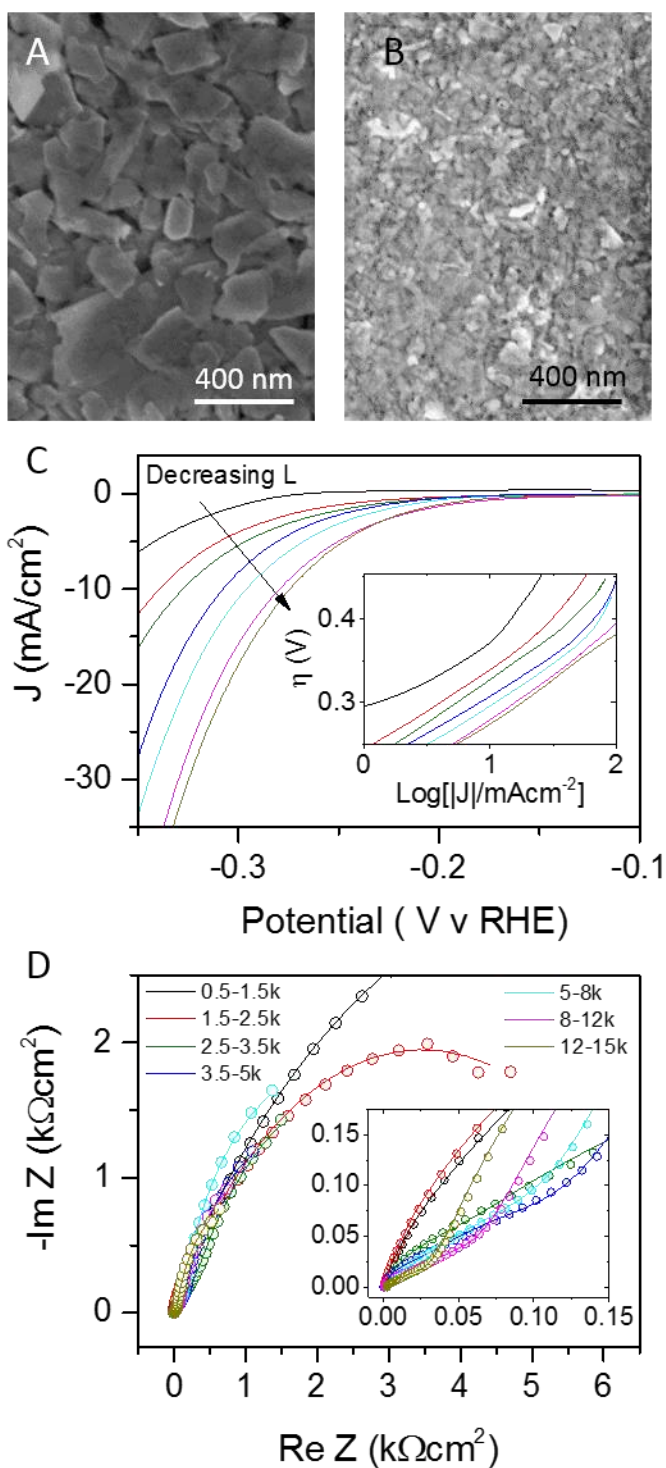 A
B
400 nm
400 nm
C
Decreasing L
0
-10
-20
-30
J (mA/cm²)
0.4
0.3
η (V)
0
1
2
Log[|J|/mAcm⁻²]
-0.3
-0.2
-0.1
Potential ( V v RHE)
D
0.5-1.5k
1.5-2.5k
2.5-3.5k
3.5-5k
5-8k
8-12k
12-15k
2
1
0
-Im Z (kΩcm²)
0.15
0.10
0.05
0.00
0.00
0.05
0.10
0.15
0
1
2
3
4
5
6
Re Z (kΩcm²)